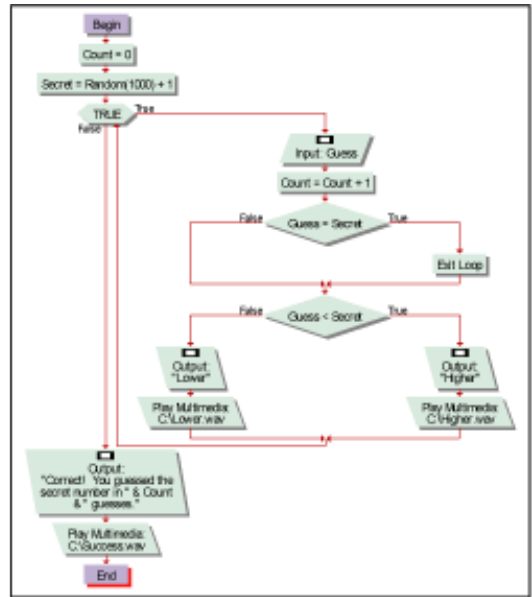 Begin
Count = 0
Secret = Random(1000) + 1
TRUE
True
False
Input: Guess
Count = Count + 1
False
Guess = Secret
True
Exit Loop
False
Guess < Secret
True
Output:
"Lower"
Output:
"Higher"
Play Multimedia:
C:\Lower.wav
Play Multimedia:
C:\Higher.wav
Output:
"Correct! You guessed the
secret number in " & Count
& " guesses."
Play Multimedia:
C:\Success.wav
End